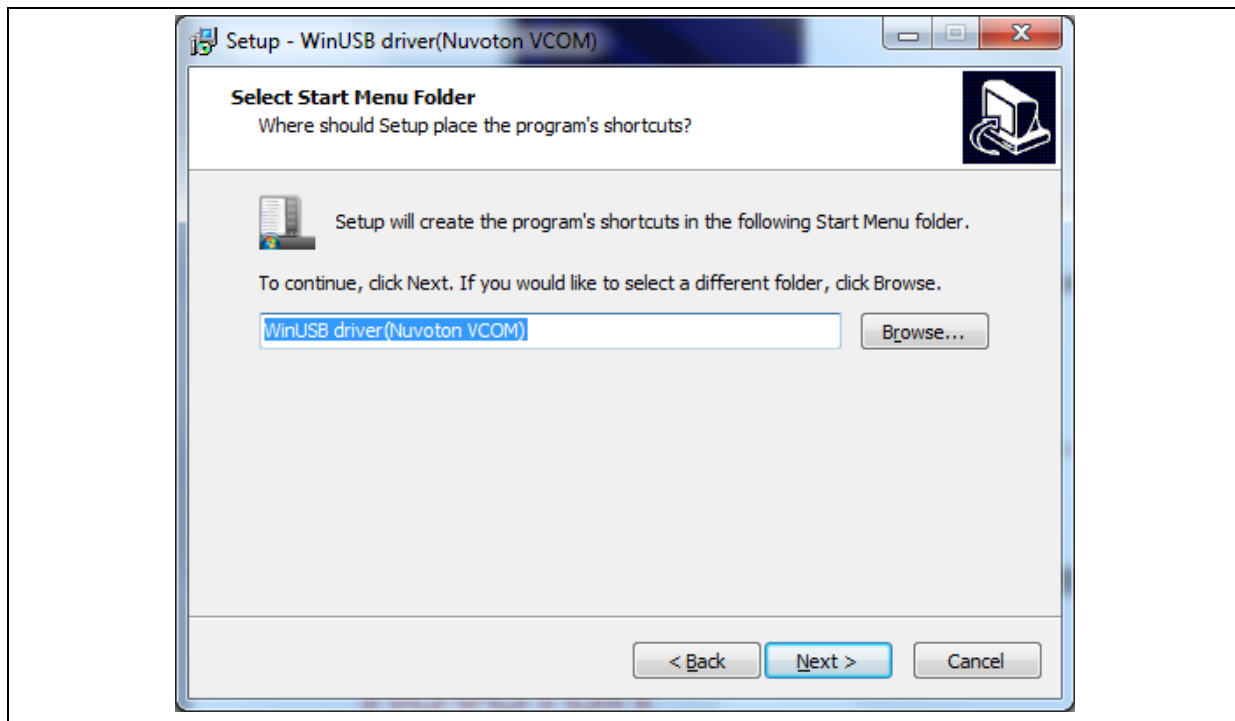 Setup - WinUSB driver(Nuvoton VCOM)
Select Start Menu Folder
Where should Setup place the program's shortcuts?
Setup will create the program's shortcuts in the following Start Menu folder.
To continue, click Next. If you would like to select a different folder, click Browse.
WinUSB driver(Nuvoton VCOM)
Browse...
< Back
Next >
Cancel